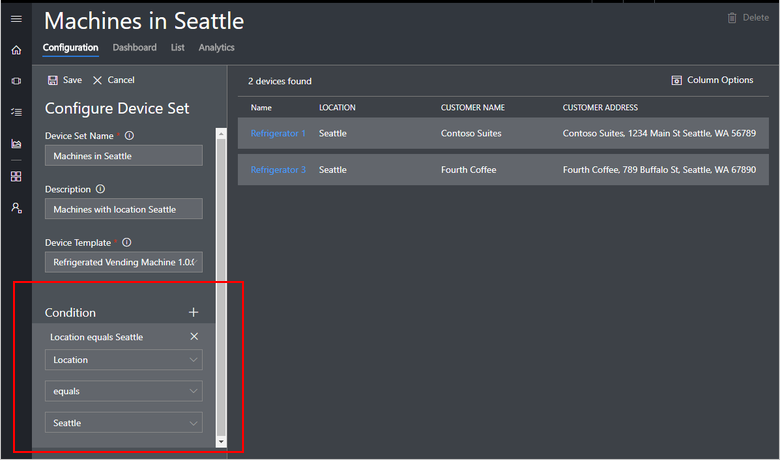 Machines in Seattle
Delete
Configuration Dashboard List Analytics
Save Cancel
Configure Device Set
Device Set Name *
Machines in Seattle
Description
Machines with location Seattle
Device Template *
Refrigerated Vending Machine 1.0.0
Condition
Location equals Seattle
Location
equals
Seattle
2 devices found
Column Options
Name LOCATION CUSTOMER NAME CUSTOMER ADDRESS
Refrigerator 1 Seattle Contoso Suites Contoso Suites, 1234 Main St Seattle, WA 56789
Refrigerator 3 Seattle Fourth Coffee Fourth Coffee, 789 Buffalo St, Seattle, WA 67890